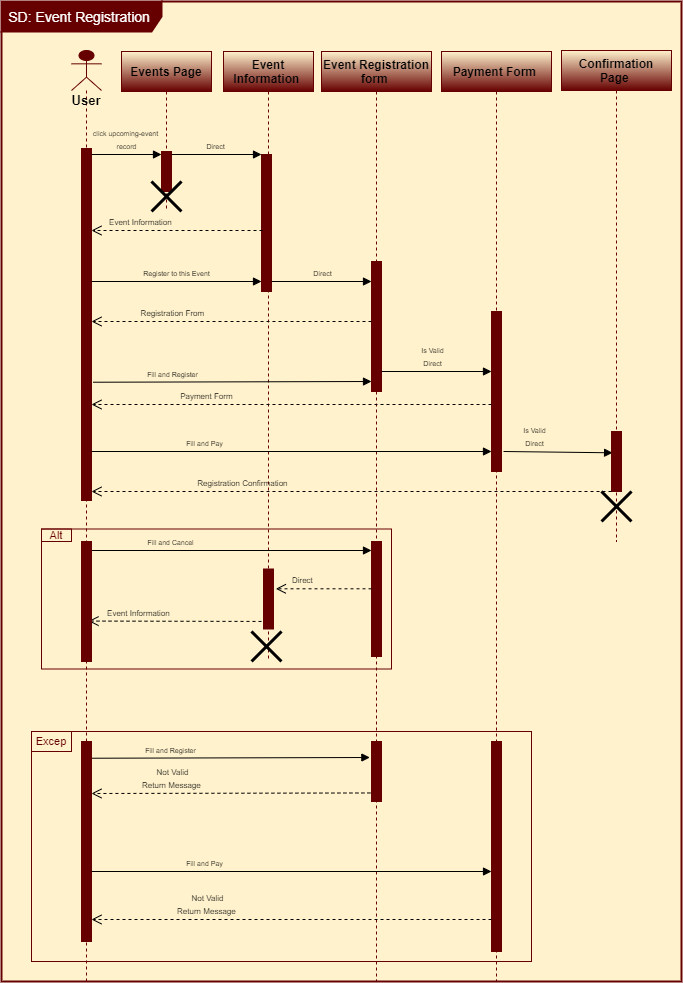 SD: Event Registration
User
Events Page
Event
Information
Event Registration
form
Payment Form
Confirmation
Page
click upcoming-event
record
Direct
Event Information
Register to this Event
Direct
Registration From
Is Valid
Direct
Fill and Register
Payment Form
Is Valid
Direct
Fill and Pay
Registration Confirmation
Alt
Fill and Cancel
Direct
Event Information
Excep
Fill and Register
Not Valid
Return Message
Fill and Pay
Not Valid
Return Message